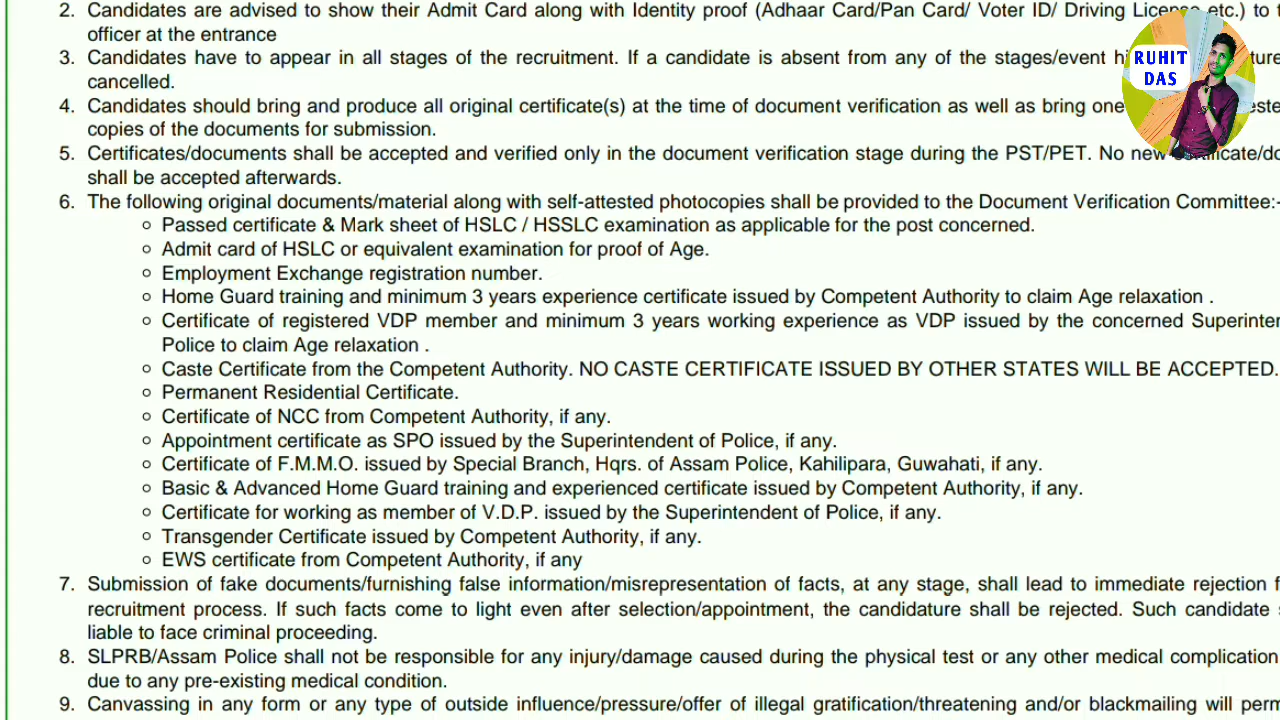 2. Candidates are advised to show their Admit Card along with Identity proof (Adhaar Card/Pan Card/ Voter ID/ Driving License etc.) to
officer at the entrance
3. Candidates have to appear in all stages of the recruitment. If a candidate is absent from any of the stages/event
cancelled.
4. Candidates should bring and produce all original certificate(s) at the time of document verification as well as bring one
copies of the documents for submission.
5. Certificates/documents shall be accepted and verified only in the document verification stage during the PST/PET. No new
shall be accepted afterwards.
6. The following original documents/material along with self-attested photocopies shall be provided to the Document Verification Committee:-
○ Passed certificate & Mark sheet of HSLC / HSSLC examination as applicable for the post concerned.
○ Admit card of HSLC or equivalent examination for proof of Age.
○ Employment Exchange registration number.
○ Home Guard training and minimum 3 years experience certificate issued by Competent Authority to claim Age relaxation .
○ Certificate of registered VDP member and minimum 3 years working experience as VDP issued by the concerned
Police to claim Age relaxation .
○ Caste Certificate from the Competent Authority. NO CASTE CERTIFICATE ISSUED BY OTHER STATES WILL BE ACCEPTED.
○ Permanent Residential Certificate.
○ Certificate of NCC from Competent Authority, if any.
○ Appointment certificate as SPO issued by the Superintendent of Police, if any.
○ Certificate of F.M.M.O. issued by Special Branch, Hqrs. of Assam Police, Kahilipara, Guwahati, if any.
○ Basic & Advanced Home Guard training and experienced certificate issued by Competent Authority, if any.
○ Certificate for working as member of V.D.P. issued by the Superintendent of Police, if any.
○ Transgender Certificate issued by Competent Authority, if any.
○ EWS certificate from Competent Authority, if any
7. Submission of fake documents/furnishing false information/misrepresentation of facts, at any stage, shall lead to immediate rejection
recruitment process. If such facts come to light even after selection/appointment, the candidature shall be rejected. Such candidate
liable to face criminal proceeding.
8. SLPRB/Assam Police shall not be responsible for any injury/damage caused during the physical test or any other medical complication
due to any pre-existing medical condition.
9. Canvassing in any form or any type of outside influence/pressure/offer of illegal gratification/threatening and/or blackmailing will
RUHIT
DAS